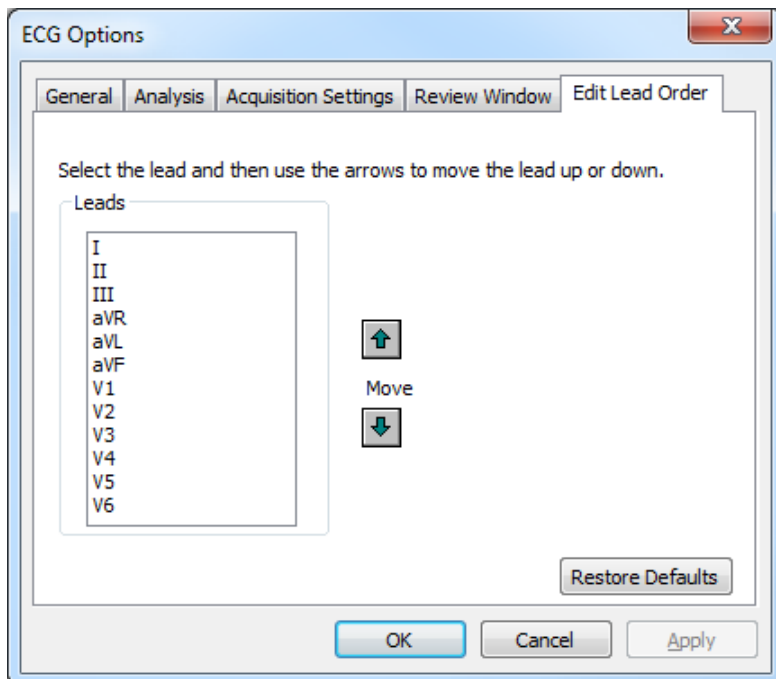 ECG Options
General Analysis Acquisition Settings Review Window Edit Lead Order
Select the lead and then use the arrows to move the lead up or down.
Leads
I
II
III
aVR
aVL
aVF
V1
V2
V3
V4
V5
V6
Move
Restore Defaults
OK Cancel Apply